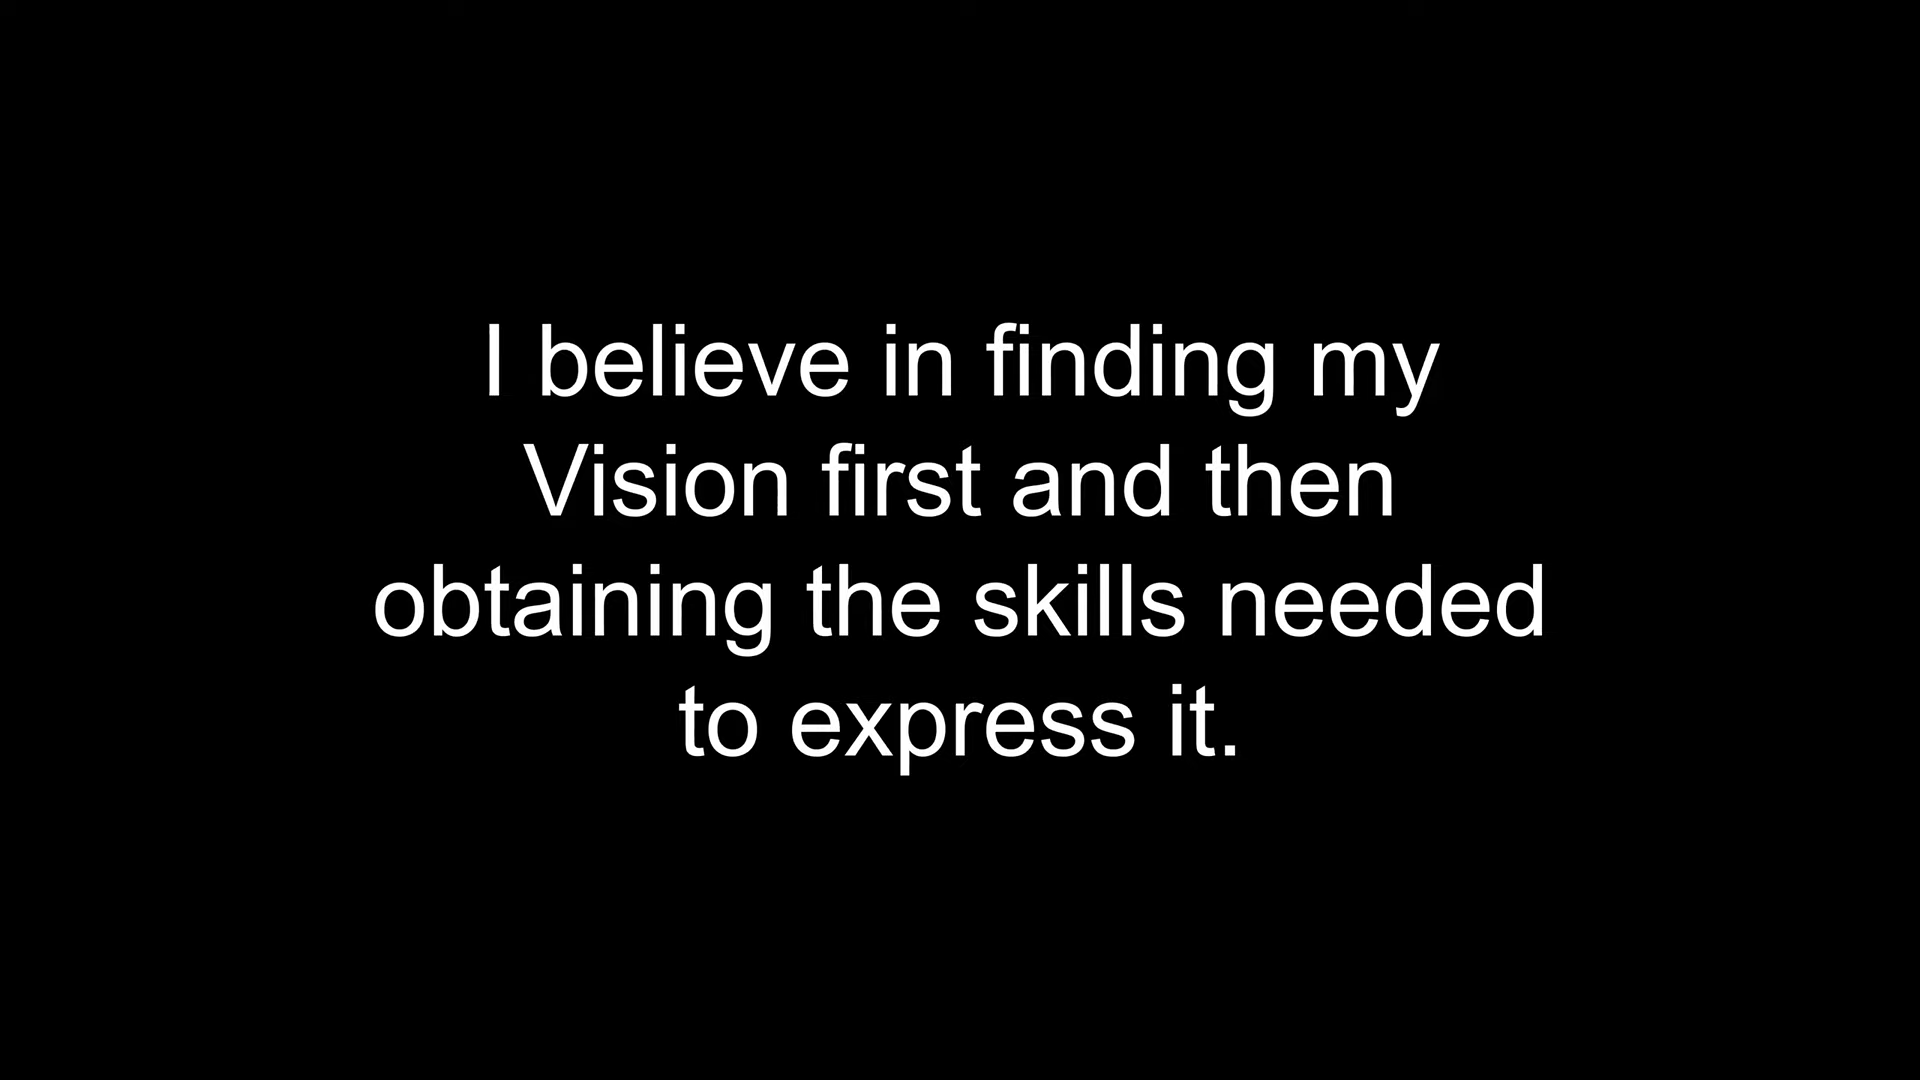 I believe in finding my
Vision first and then
obtaining the skills needed
to express it.